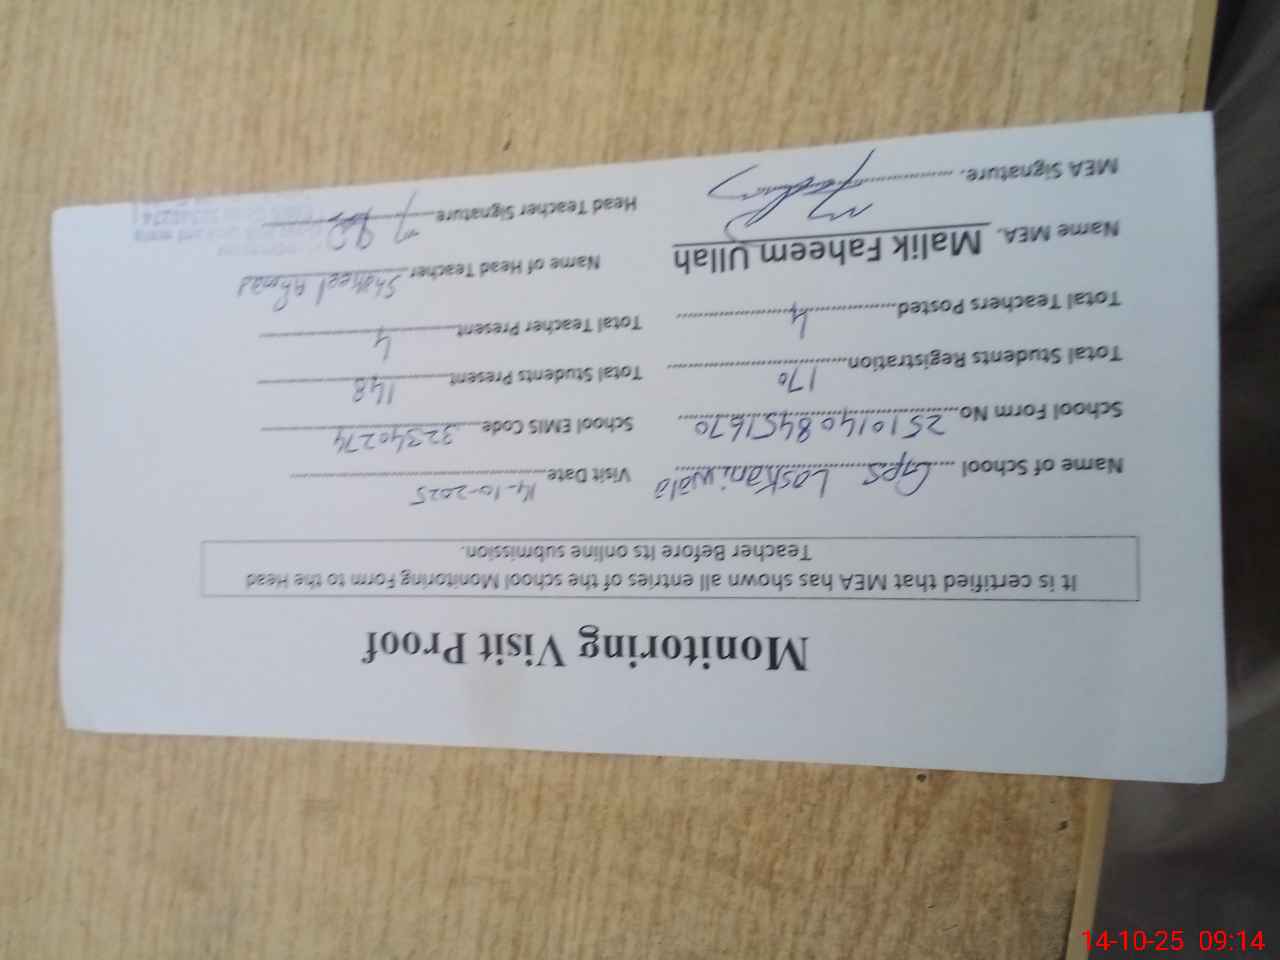 Monitoring Visit Proof
It is certified that MEA has shown all entries of the school Monitoring Form to the Head
Teacher Before its online submission.
Name of School ........ GPS Laskaniwala Visit Date 14-10-2025
School Form No. 25101408451670 School EMIS Code 32340274
Total Students Registration 170 Total Students Present 148
Total Teachers Posted 4 Total Teacher Present 4
Name MEA. Malik Faheem Ullah Name of Head Teacher Shakeel Ahmad
MEA Signature. Head Teacher Signature
14-10-25 09:14